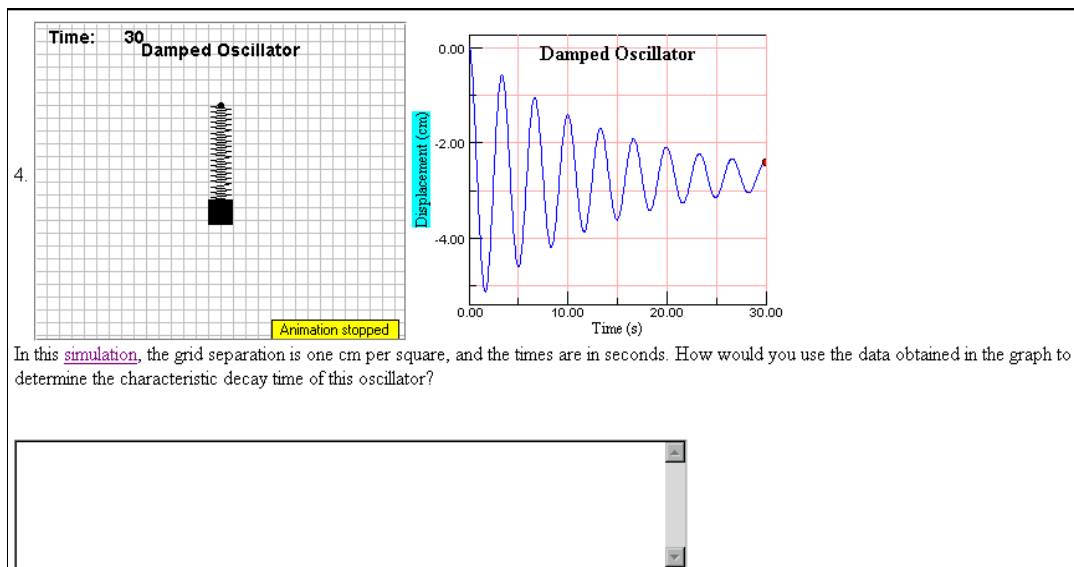 Time: 30
Damped Oscillator
Animation stopped
Damped Oscillator
0.00
-2.00
-4.00
Displacement (cm)
0.00 10.00 20.00 30.00
Time (s)
4.
In this simulation, the grid separation is one cm per square, and the times are in seconds. How would you use the data obtained in the graph to
determine the characteristic decay time of this oscillator?